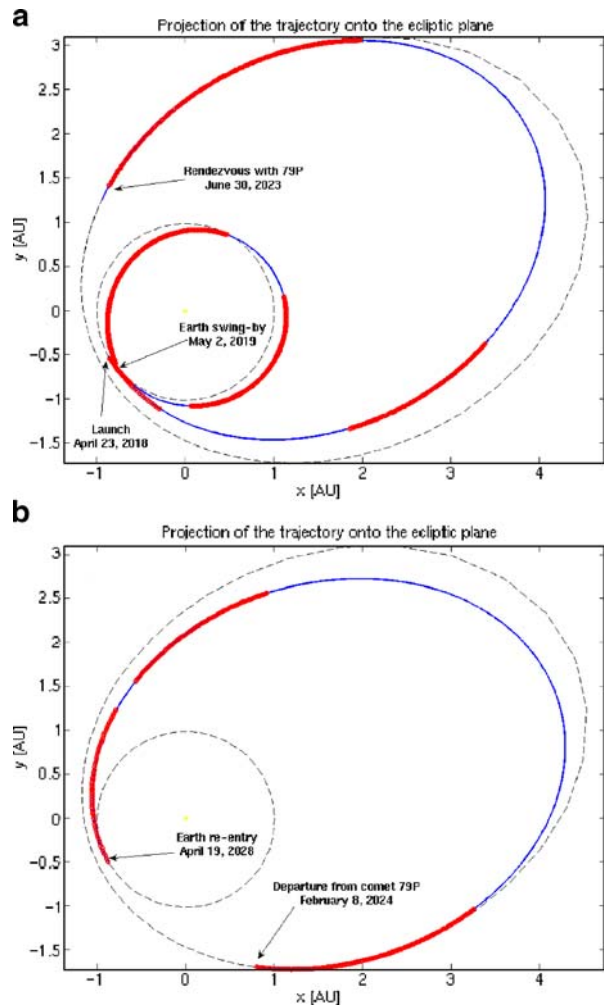 a
Projection of the trajectory onto the ecliptic plane
3
2.5
2
1.5
1
0.5
0
-0.5
-1
-1.5
y [AU]
Rendezvous with 79P
June 30, 2023
Earth swing-by
May 2, 2019
Launch
April 23, 2018
-1 0 1 2 3 4
x [AU]
b
Projection of the trajectory onto the ecliptic plane
3
2.5
2
1.5
1
0.5
0
-0.5
-1
-1.5
y [AU]
Earth re-entry
April 19, 2028
Departure from comet 79P
February 8, 2024
-1 0 1 2 3 4
x [AU]